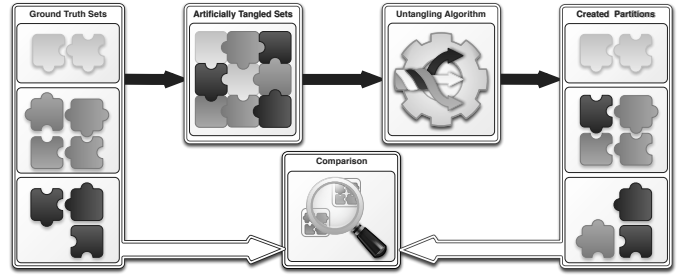 Ground Truth Sets
Artificially Tangled Sets
Untangling Algorithm
Created Partitions
Comparison